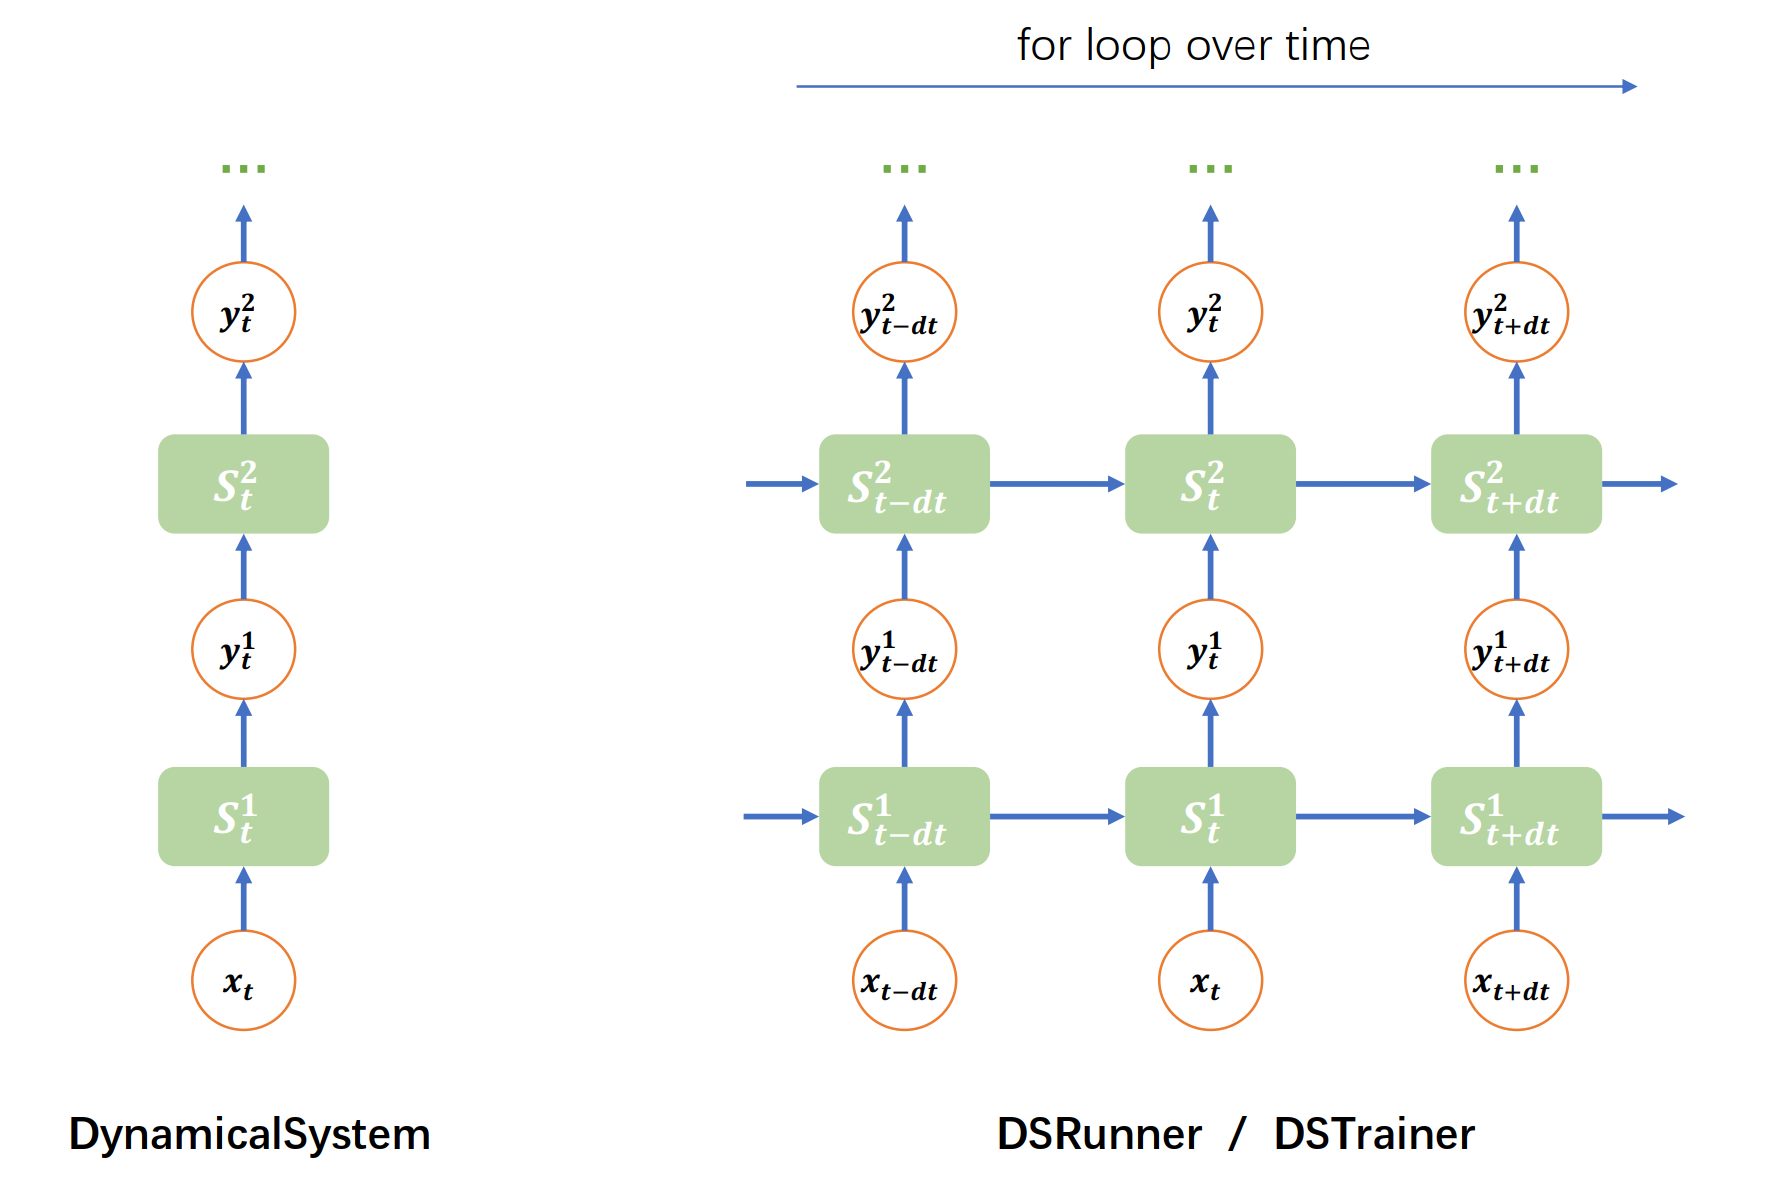 for loop over time
... ... ... ...
y_t^2 y_{t-dt}^2 y_t^2 y_{t+dt}^2
S_t^2 S_{t-dt}^2 S_t^2 S_{t+dt}^2
y_t^1 y_{t-dt}^1 y_t^1 y_{t+dt}^1
S_t^1 S_{t-dt}^1 S_t^1 S_{t+dt}^1
x_t x_{t-dt} x_t x_{t+dt}
DynamicalSystem DSRunner / DSTrainer